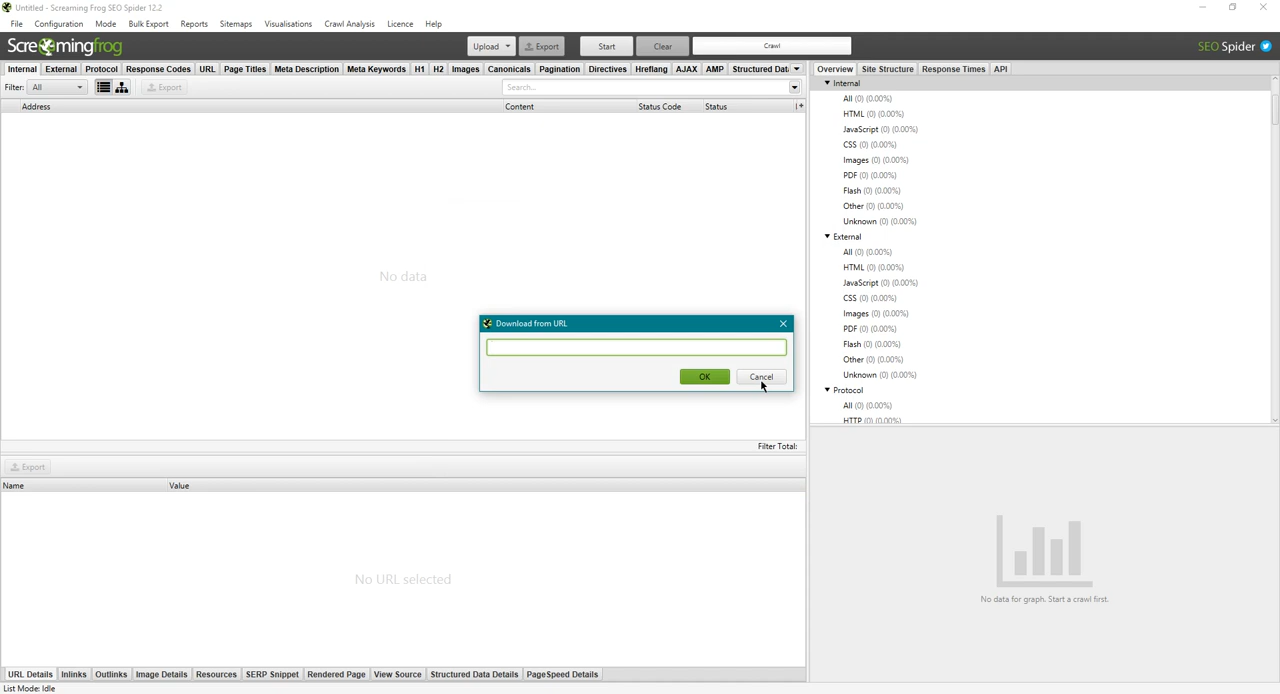 Untitled - Screaming Frog SEO Spider 12.2
File Configuration Mode Bulk Export Reports Sitemaps Visualisations Crawl Analysis Licence Help
Screamingfrog Upload Export Start Clear Crawl SEO Spider
Internal External Protocol Response Codes URL Page Titles Meta Description Meta Keywords H1 H2 Images Canonicals Pagination Directives Hreflang AJAX AMP Structured Dat
Filter: All Export Search...
Address Content Status Code Status
No data
Filter Total:
Download from URL
OK Cancel
Export
Name Value
No URL selected
URL Details Inlinks Outlinks Image Details Resources SERP Snippet Rendered Page View Source Structured Data Details PageSpeed Details
List Mode: Idle
Overview Site Structure Response Times API
Internal
All (0) (0.00%)
HTML (0) (0.00%)
JavaScript (0) (0.00%)
CSS (0) (0.00%)
Images (0) (0.00%)
PDF (0) (0.00%)
Flash (0) (0.00%)
Other (0) (0.00%)
Unknown (0) (0.00%)
External
All (0) (0.00%)
HTML (0) (0.00%)
JavaScript (0) (0.00%)
CSS (0) (0.00%)
Images (0) (0.00%)
PDF (0) (0.00%)
Flash (0) (0.00%)
Other (0) (0.00%)
Unknown (0) (0.00%)
Protocol
All (0) (0.00%)
HTTP (0) (0.00%)
No data for graph. Start a crawl first.